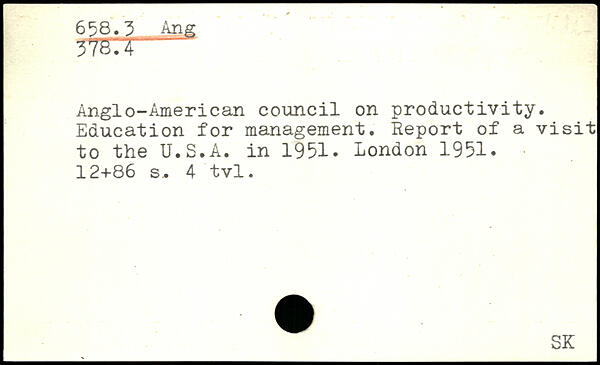 658.3 Ang
378.4
Anglo-American council on productivity.
Education for management. Report of a visit
to the U.S.A. in 1951. London 1951.
12+86 s. 4 tvl.
SK